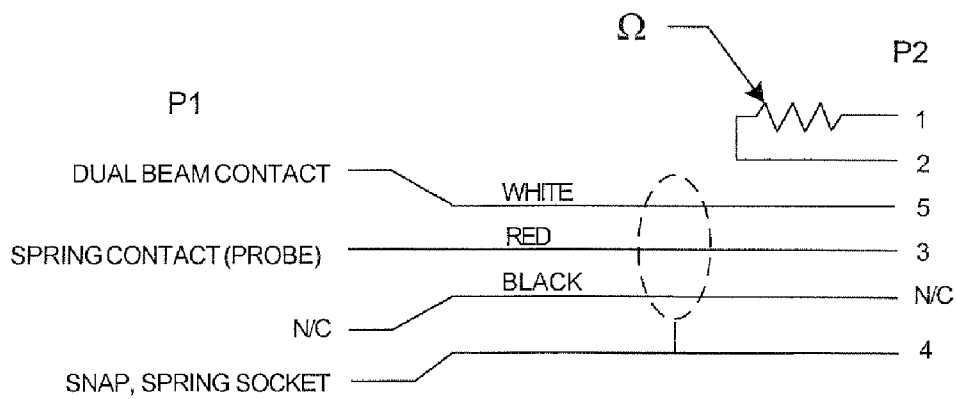 Ω
P2
P1
1
2
DUAL BEAM CONTACT
WHITE
5
SPRING CONTACT (PROBE)
RED
3
BLACK
N/C
N/C
4
SNAP, SPRING SOCKET